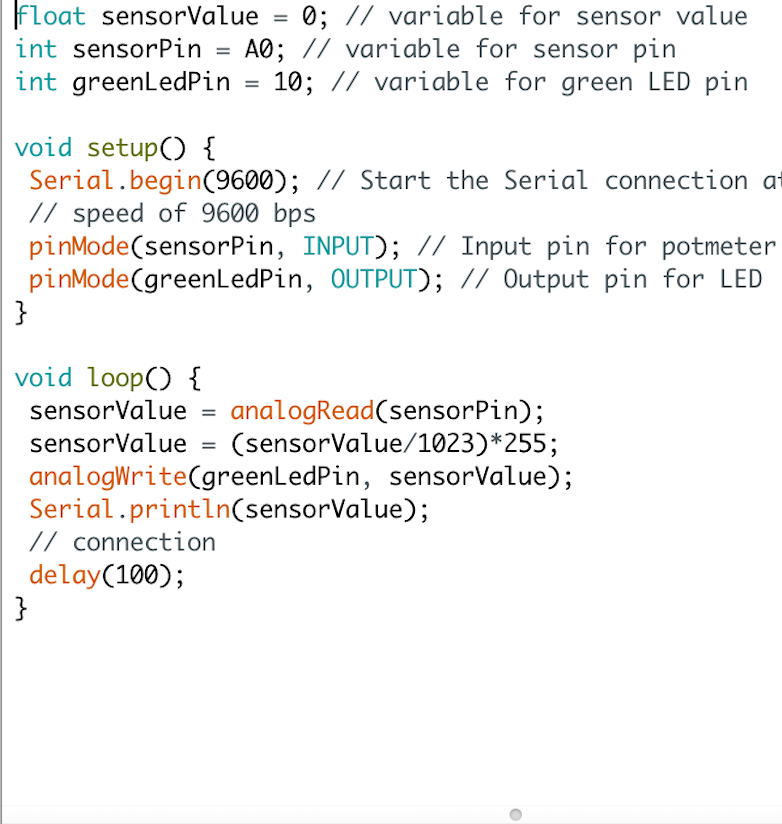 float sensorValue = 0; // variable for sensor value
int sensorPin = A0; // variable for sensor pin
int greenLedPin = 10; // variable for green LED pin
void setup() {
Serial.begin(9600); // Start the Serial connection at
// speed of 9600 bps
pinMode(sensorPin, INPUT); // Input pin for potmeter
pinMode(greenLedPin, OUTPUT); // Output pin for LED
}
void loop() {
sensorValue = analogRead(sensorPin);
sensorValue = (sensorValue/1023)*255;
analogWrite(greenLedPin, sensorValue);
Serial.println(sensorValue);
// connection
delay(100);
}